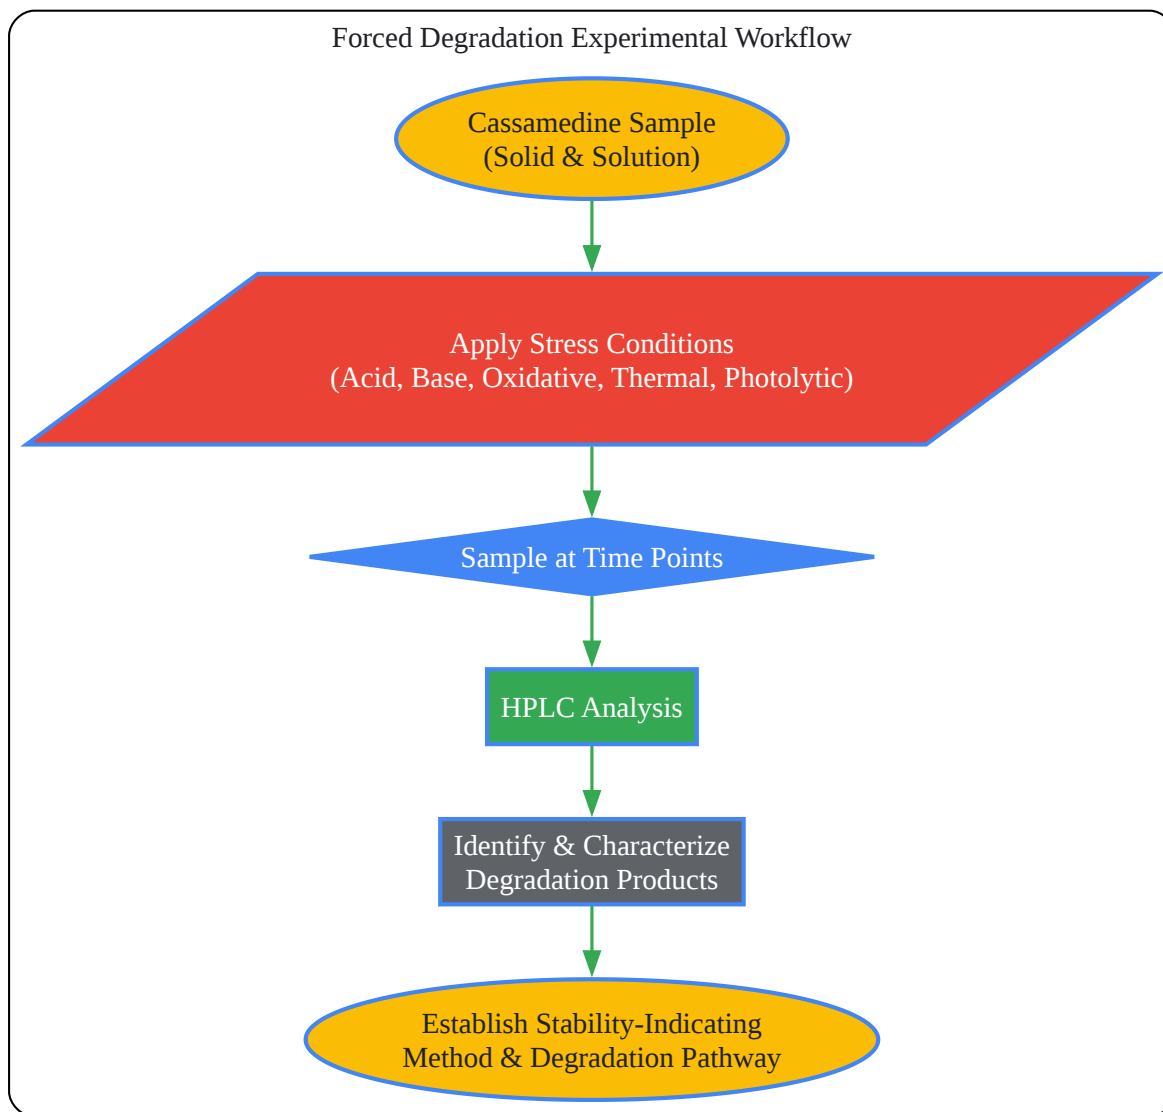 Forced Degradation Experimental Workflow
Cassamedine Sample
(Solid & Solution)
Apply Stress Conditions
(Acid, Base, Oxidative, Thermal, Photolytic)
Sample at Time Points
HPLC Analysis
Identify & Characterize
Degradation Products
Establish Stability-Indicating
Method & Degradation Pathway